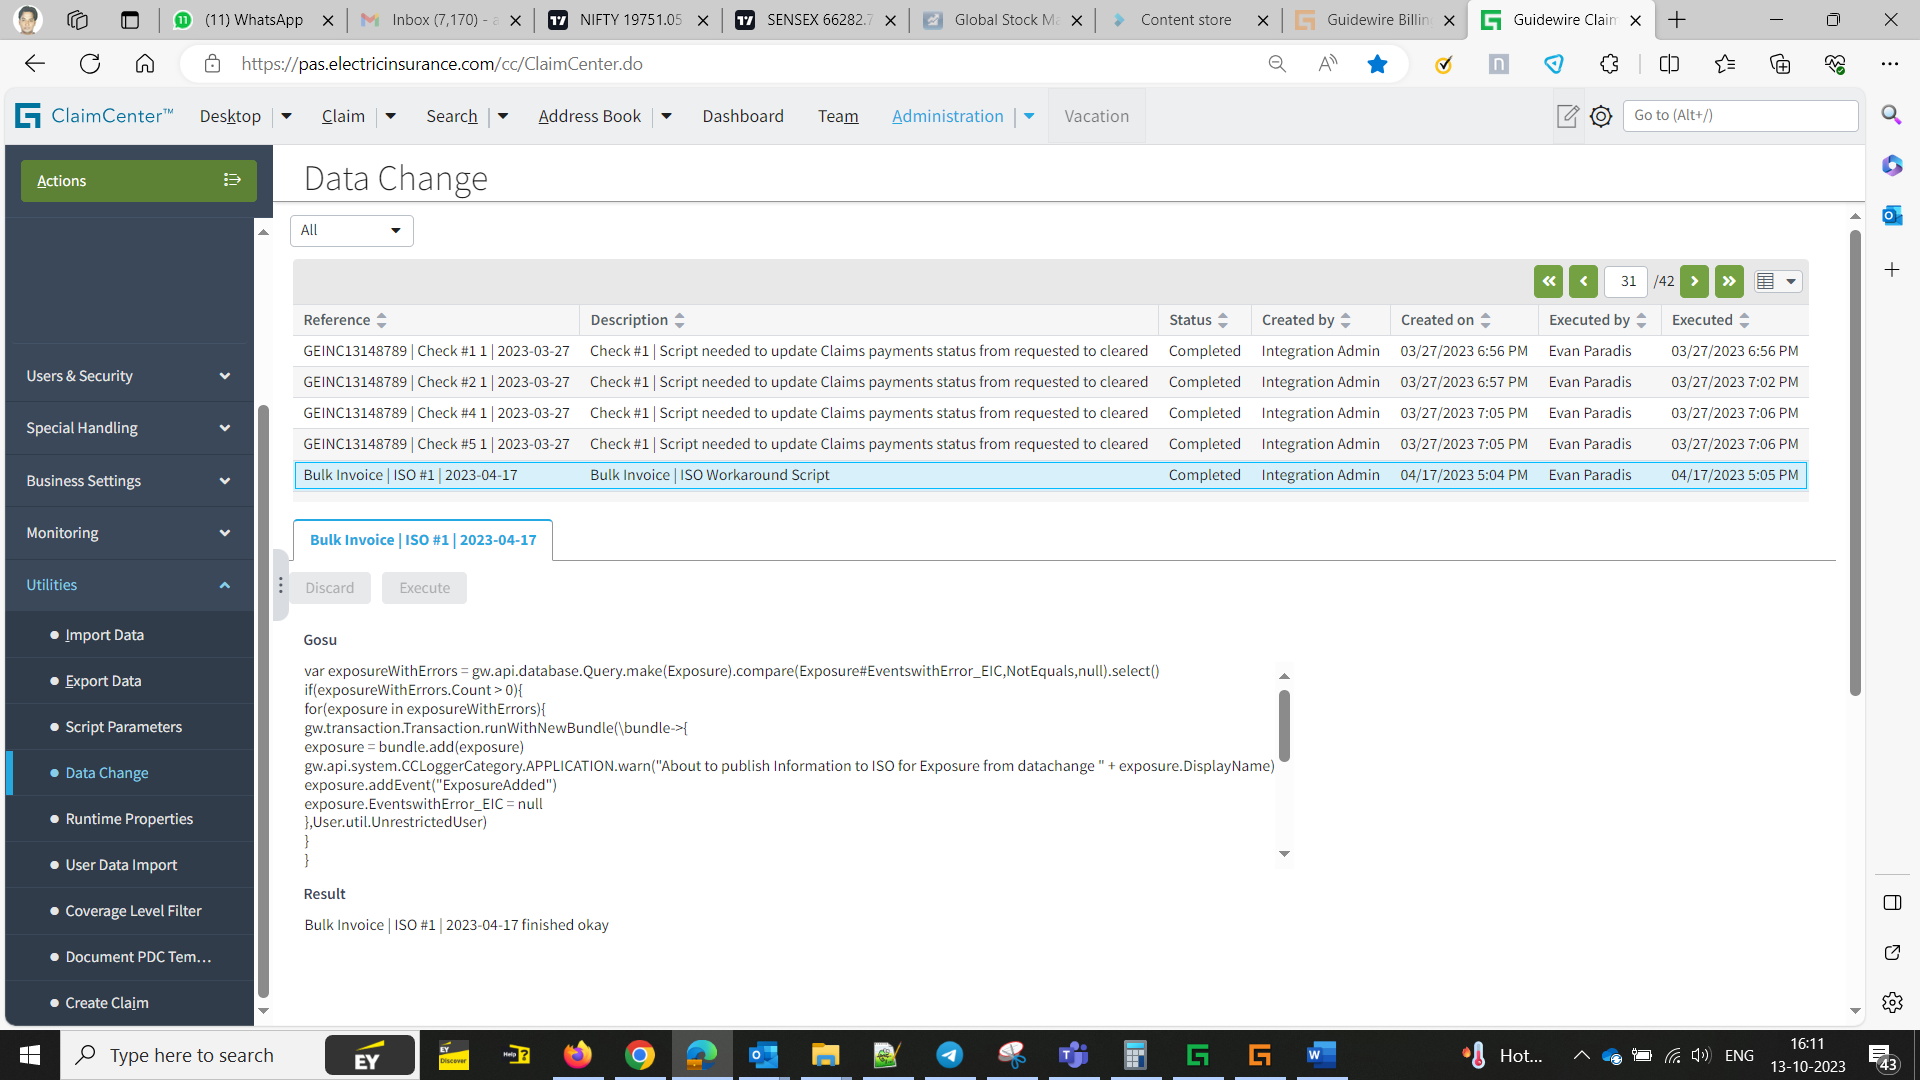 (11) WhatsApp
Inbox (7,170) - a
NIFTY 19751.05
SENSEX 66282.7
Global Stock Ma
Content store
Guidewire Billin
Guidewire Claim
https://pas.electricinsurance.com/cc/ClaimCenter.do
ClaimCenter™
Desktop
Claim
Search
Address Book
Dashboard
Team
Administration
Vacation
Go to (Alt+/)
Actions
Data Change
All
31 /42
Reference Description Status Created by Created on Executed by Executed
GEINC13148789 | Check #1 1 | 2023-03-27 Check #1 | Script needed to update Claims payments status from requested to cleared Completed Integration Admin 03/27/2023 6:56 PM Evan Paradis 03/27/2023 6:56 PM
GEINC13148789 | Check #2 1 | 2023-03-27 Check #1 | Script needed to update Claims payments status from requested to cleared Completed Integration Admin 03/27/2023 6:57 PM Evan Paradis 03/27/2023 7:02 PM
GEINC13148789 | Check #4 1 | 2023-03-27 Check #1 | Script needed to update Claims payments status from requested to cleared Completed Integration Admin 03/27/2023 7:05 PM Evan Paradis 03/27/2023 7:06 PM
GEINC13148789 | Check #5 1 | 2023-03-27 Check #1 | Script needed to update Claims payments status from requested to cleared Completed Integration Admin 03/27/2023 7:05 PM Evan Paradis 03/27/2023 7:06 PM
Bulk Invoice | ISO #1 | 2023-04-17 Bulk Invoice | ISO Workaround Script Completed Integration Admin 04/17/2023 5:04 PM Evan Paradis 04/17/2023 5:05 PM
Users & Security
Special Handling
Business Settings
Monitoring
Utilities
Import Data
Export Data
Script Parameters
Data Change
Runtime Properties
User Data Import
Coverage Level Filter
Document PDC Tem...
Create Claim
Bulk Invoice | ISO #1 | 2023-04-17
Discard
Execute
Gosu
var exposureWithErrors = gw.api.database.Query.make(Exposure).compare(Exposure#EventswithError_EIC,NotEquals,null).select()
if(exposureWithErrors.Count > 0){
for(exposure in exposureWithErrors){
gw.transaction.Transaction.runWithNewBundle(\bundle->{
exposure = bundle.add(exposure)
gw.api.system.CCLoggerCategory.APPLICATION.warn("About to publish Information to ISO for Exposure from datachange " + exposure.DisplayName)
exposure.addEvent("ExposureAdded")
exposure.EventswithError_EIC = null
},User.util.UnrestrictedUser)
}
}
Result
Bulk Invoice | ISO #1 | 2023-04-17 finished okay
Type here to search
EY
EY
Discover
Help ?
Hot...
ENG
16:11
13-10-2023
43